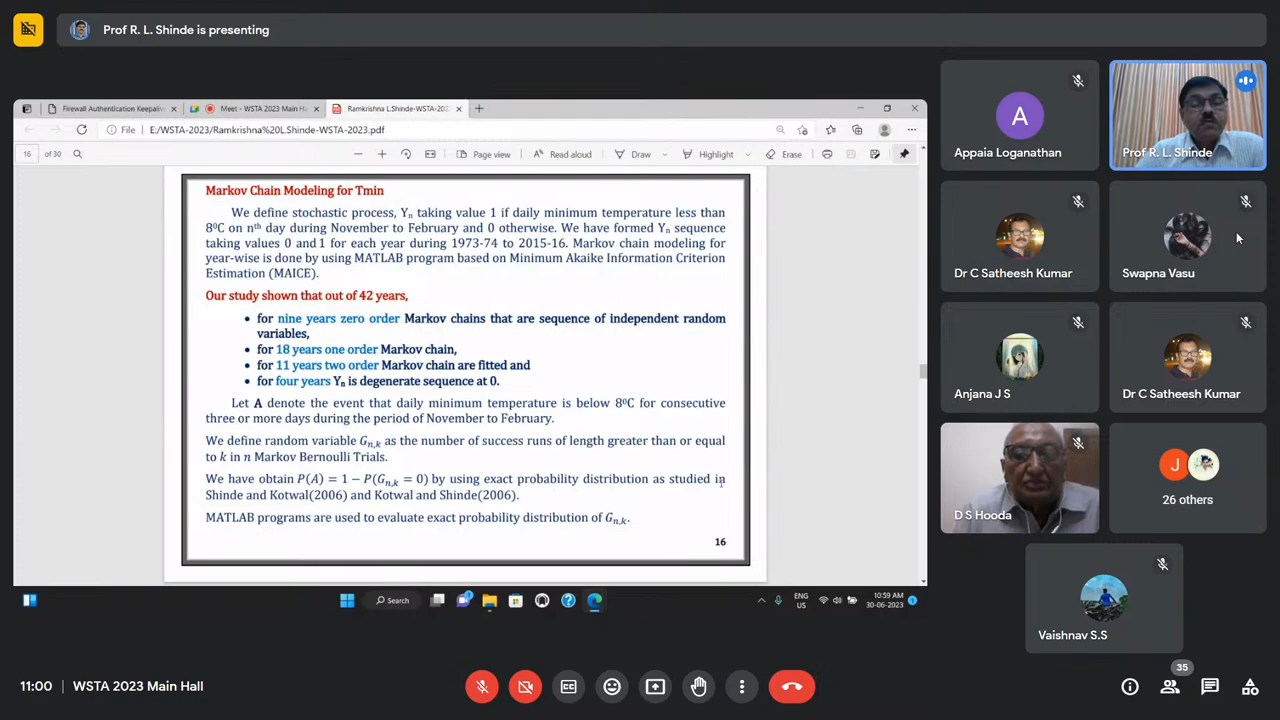 Prof R. L. Shinde is presenting
Firewall Authentication Keepaliv
Meet - WSTA 2023 Main H
Ramkrishna L.Shinde-WSTA-202
File E:/WSTA-2023/Ramkrishna%20L.Shinde-WSTA-2023.pdf
16 of 30 Page view Read aloud Draw Highlight Erase
Markov Chain Modeling for Tmin
We define stochastic process, Yn taking value 1 if daily minimum temperature less than
8⁰C on nth day during November to February and 0 otherwise. We have formed Yn sequence
taking values 0 and 1 for each year during 1973-74 to 2015-16. Markov chain modeling for
year-wise is done by using MATLAB program based on Minimum Akaike Information Criterion
Estimation (MAICE).
Our study shown that out of 42 years,
• for nine years zero order Markov chains that are sequence of independent random
variables,
• for 18 years one order Markov chain,
• for 11 years two order Markov chain are fitted and
• for four years Yn is degenerate sequence at 0.
Let A denote the event that daily minimum temperature is below 8⁰C for consecutive
three or more days during the period of November to February.
We define random variable Gn,k as the number of success runs of length greater than or equal
to k in n Markov Bernoulli Trials.
We have obtain P(A) = 1 − P(Gn,k = 0) by using exact probability distribution as studied in
Shinde and Kotwal(2006) and Kotwal and Shinde(2006).
MATLAB programs are used to evaluate exact probability distribution of Gn,k.
16
Search
ENG
US
10:59 AM
30-06-2023
A
Appaia Loganathan
Prof R. L. Shinde
Dr C Satheesh Kumar
Swapna Vasu
Anjana J S
Dr C Satheesh Kumar
D S Hooda
J
26 others
Vaishnav S.S
11:00 | WSTA 2023 Main Hall
35